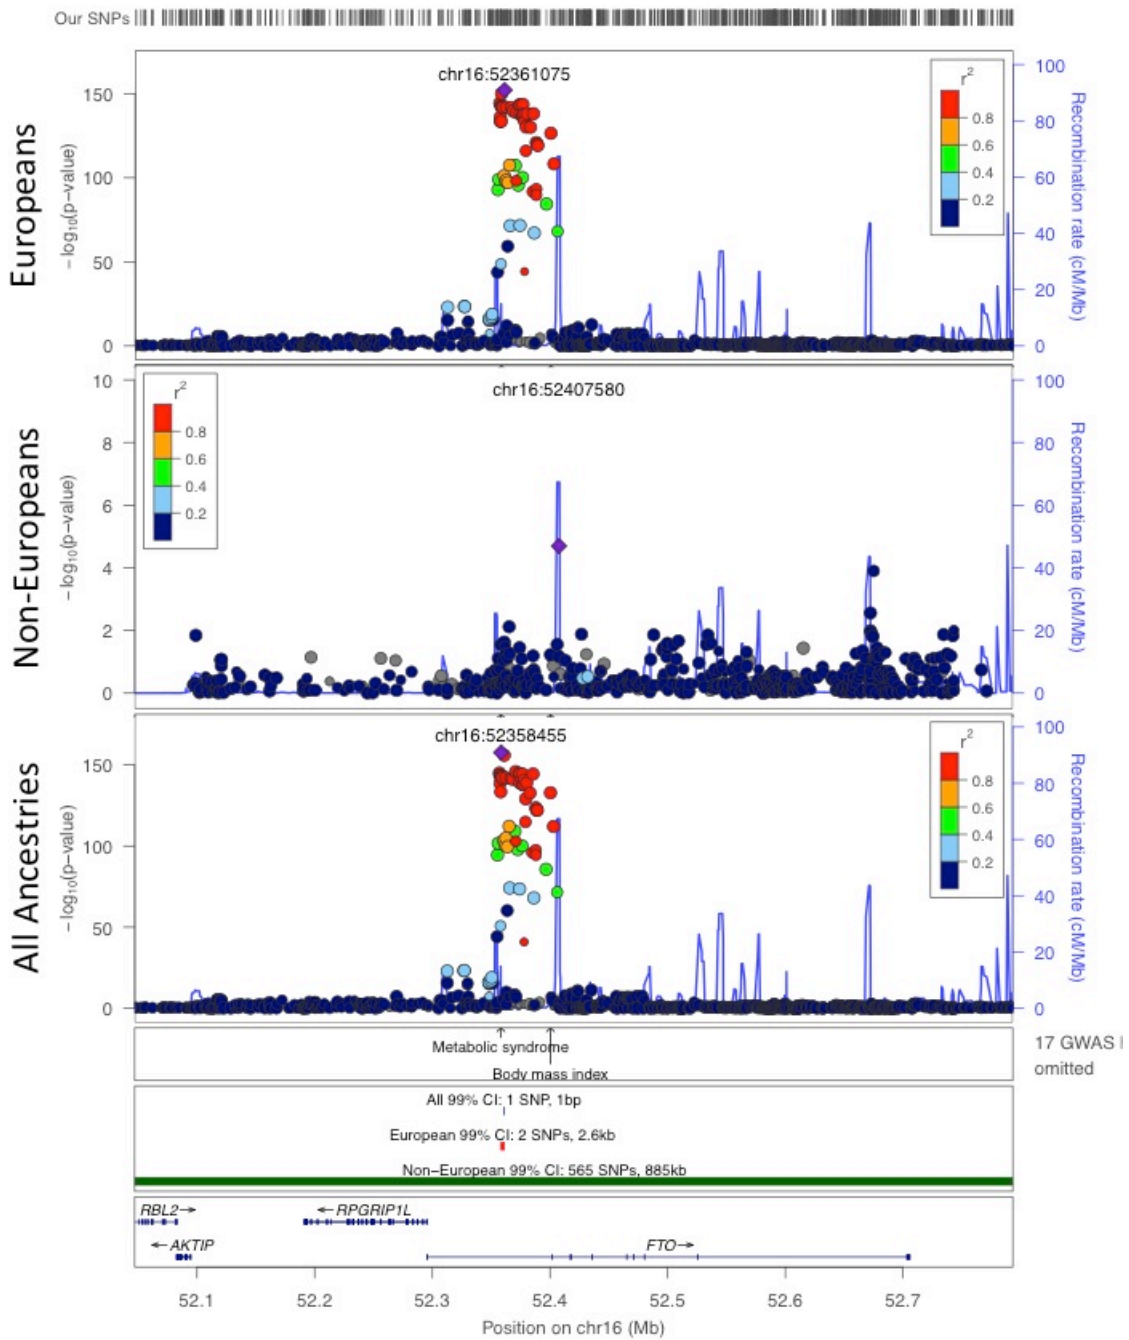 Our SNPs
Europeans
−log10(p−value)
150
100
50
0
chr16:52361075
r2
0.8
0.6
0.4
0.2
100
80
60
40
20
0
Recombination rate (cM/Mb)
Non-Europeans
−log10(p−value)
10
8
6
4
2
0
r2
0.8
0.6
0.4
0.2
chr16:52407580
100
80
60
40
20
0
Recombination rate (cM/Mb)
All Ancestries
−log10(p−value)
150
100
50
0
chr16:52358455
r2
0.8
0.6
0.4
0.2
100
80
60
40
20
0
Recombination rate (cM/Mb)
Metabolic syndrome
Body mass index
17 GWAS
omitted
All 99% CI: 1 SNP, 1bp
European 99% CI: 2 SNPs, 2.6kb
Non−European 99% CI: 565 SNPs, 885kb
RBL2→ ←RPGRIP1L
←AKTIP FTO→
52.1 52.2 52.3 52.4 52.5 52.6 52.7
Position on chr16 (Mb)